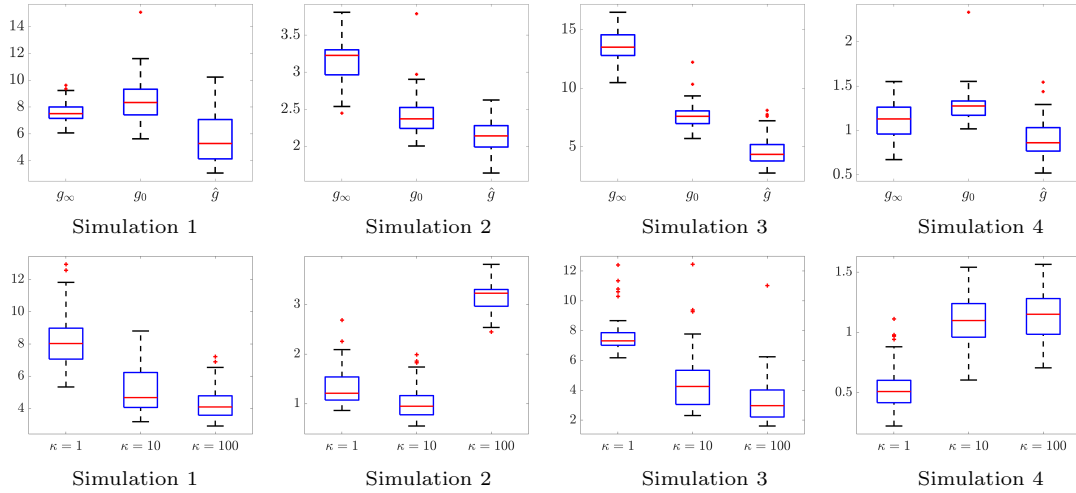 14
12
10
8
6
4
g∞ g0 ĝ
Simulation 1
3.5
3
2.5
2
g∞ g0 ĝ
Simulation 2
15
10
5
g∞ g0 ĝ
Simulation 3
2
1.5
1
0.5
g∞ g0 ĝ
Simulation 4
12
10
8
6
4
κ = 1 κ = 10 κ = 100
Simulation 1
3
2
1
κ = 1 κ = 10 κ = 100
Simulation 2
12
10
8
6
4
2
κ = 1 κ = 10 κ = 100
Simulation 3
1.5
1
0.5
κ = 1 κ = 10 κ = 100
Simulation 4